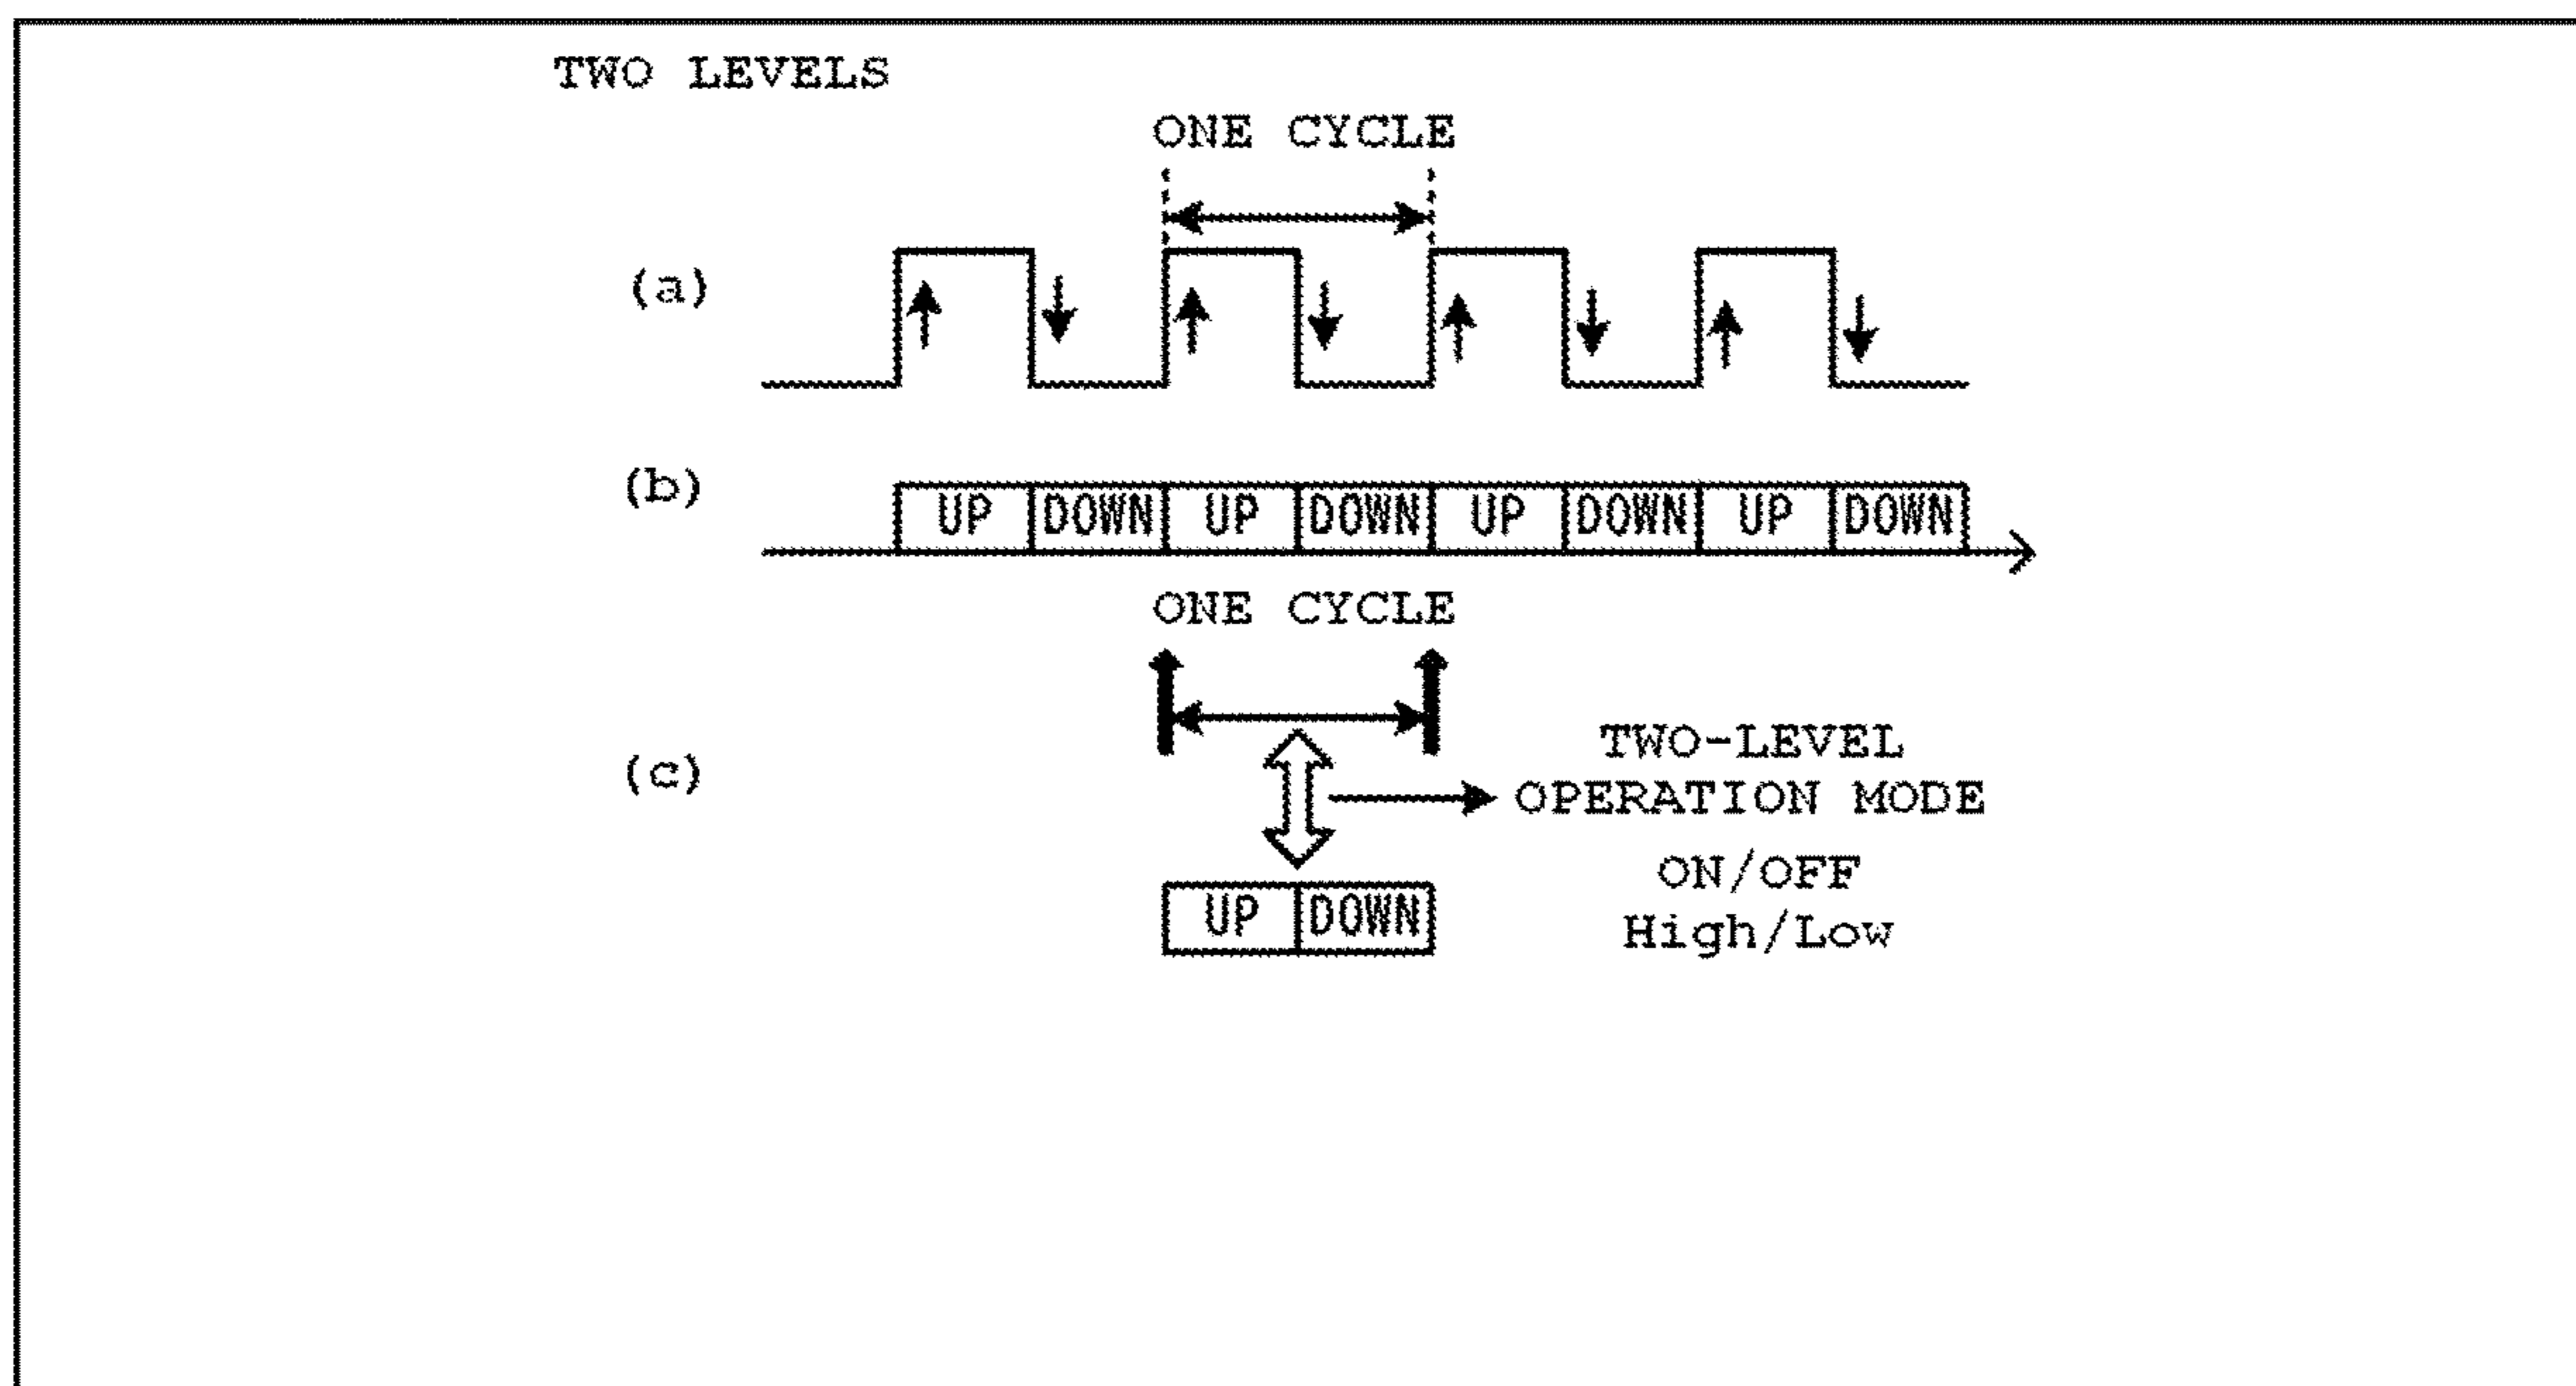 TWO LEVELS
ONE CYCLE
(a)
(b)
UP DOWN UP DOWN UP DOWN UP DOWN
ONE CYCLE
(c)
TWO-LEVEL
OPERATION MODE
ON/OFF
High/Low
UP DOWN